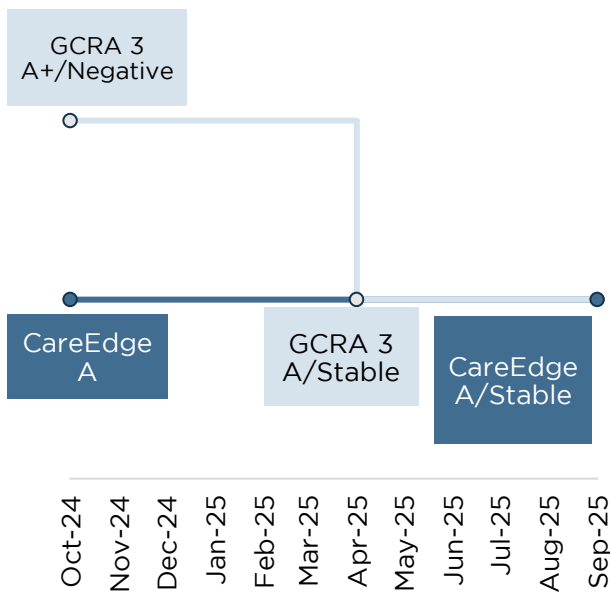 GCRA 3
A+/Negative
CareEdge
A
GCRA 3
A/Stable
CareEdge
A/Stable
Oct-24
Nov-24
Dec-24
Jan-25
Feb-25
Mar-25
Apr-25
May-25
Jun-25
Jul-25
Aug-25
Sep-25